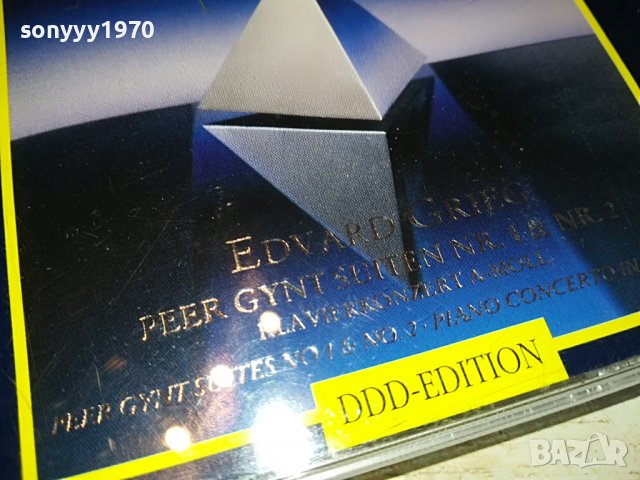 sonyyy1970
EDVARD GRIEG
PEER GYNT SUITEN NR. 1 & NR. 2
KLAVIERKONZERT A-MOLL
PEER GYNT SUITES NO 1 & NO. 2 · PIANO CONCERTO IN
DDD-EDITION
BAZAR